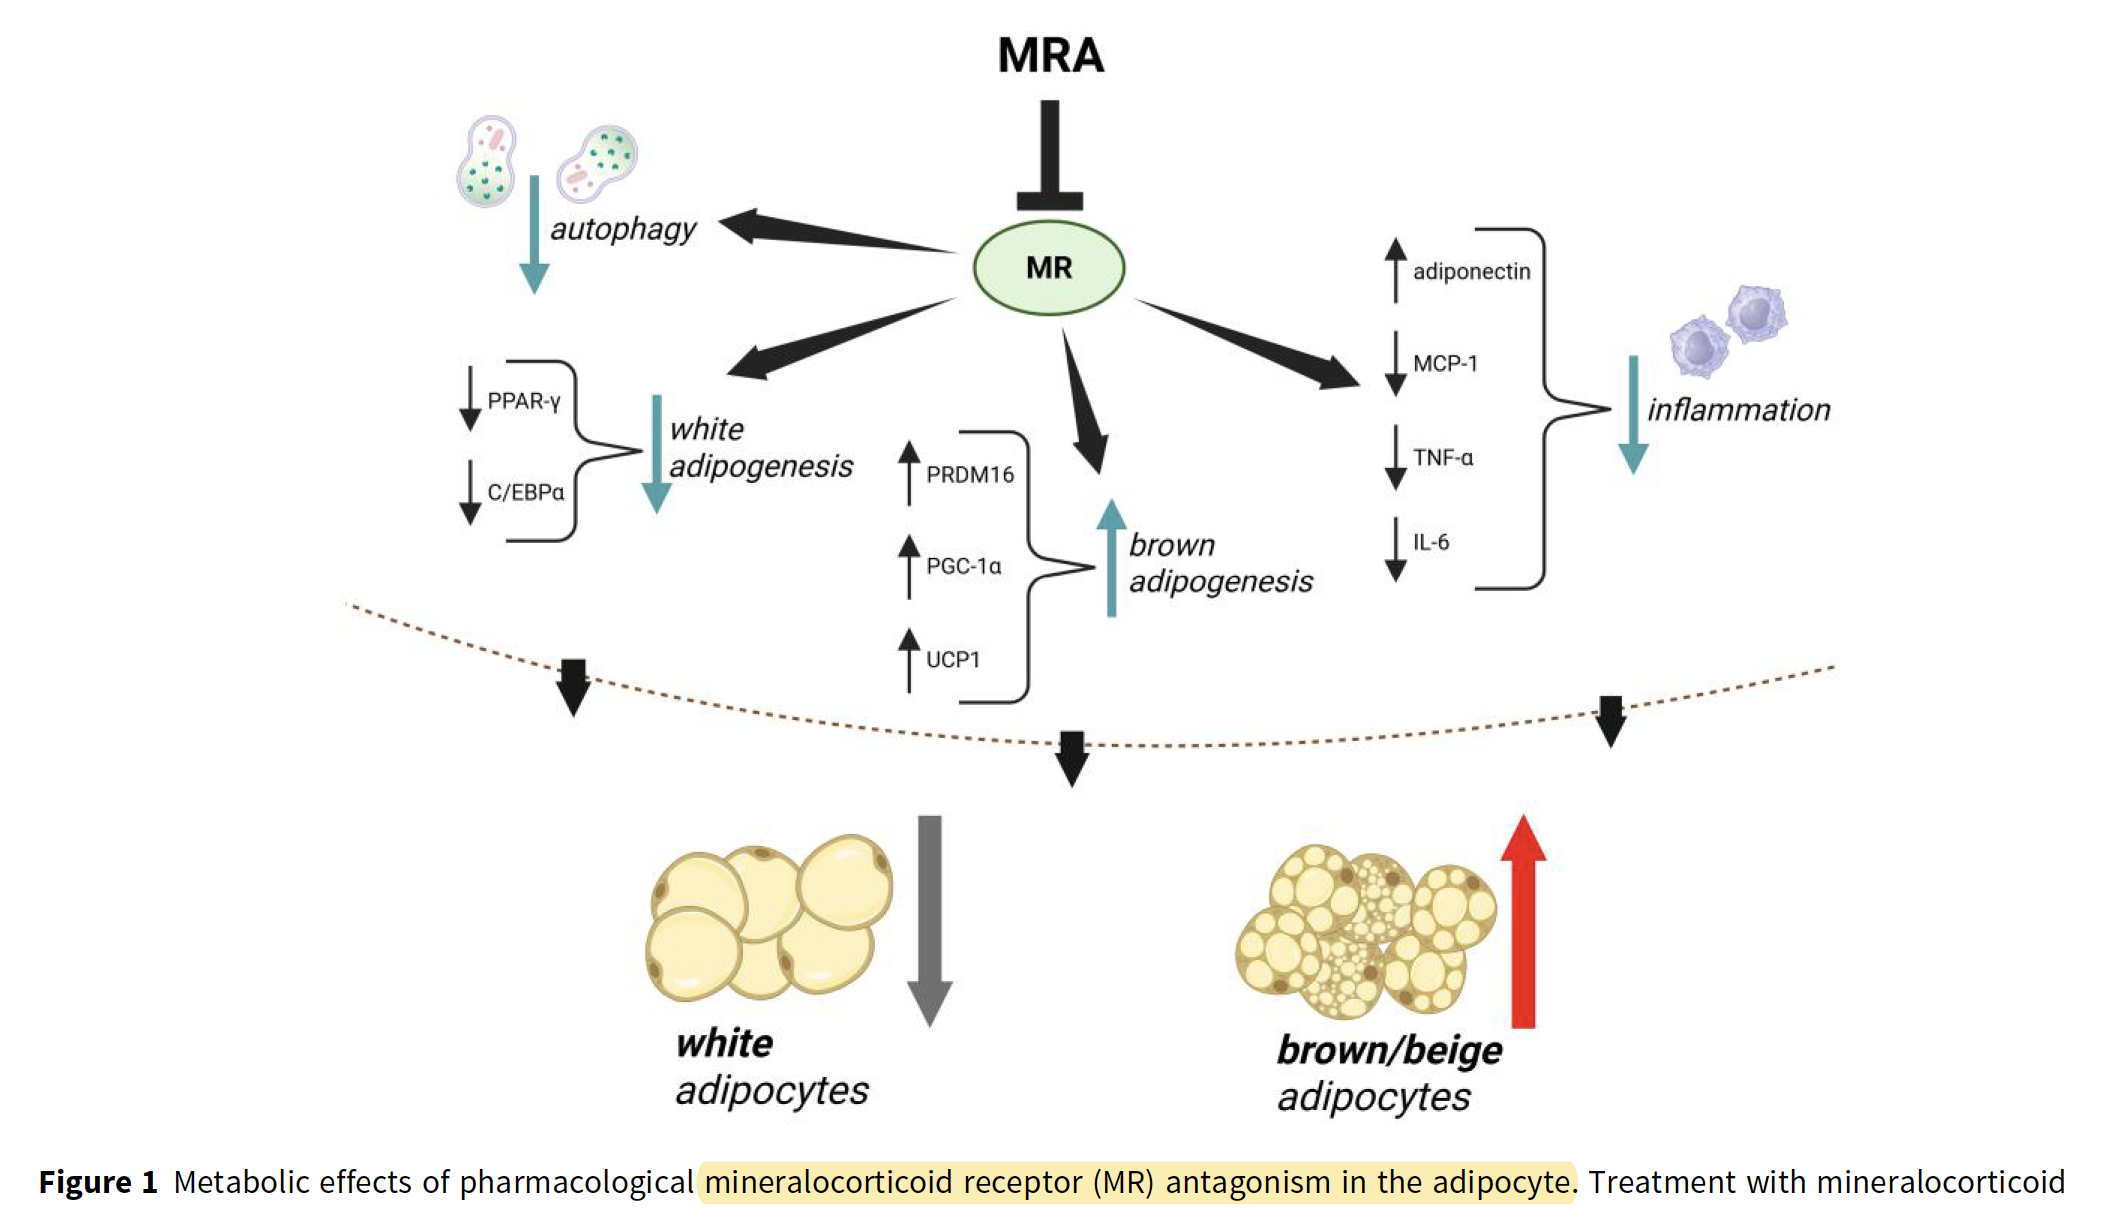 MRA
autophagy
MR
adiponectin
MCP-1
TNF-α
IL-6
inflammation
PPAR-γ
C/EBPα
white
adipogenesis
PRDM16
PGC-1α
UCP1
brown
adipogenesis
white
adipocytes
brown/beige
adipocytes
Figure 1 Metabolic effects of pharmacological mineralocorticoid receptor (MR) antagonism in the adipocyte. Treatment with mineralocorticoid